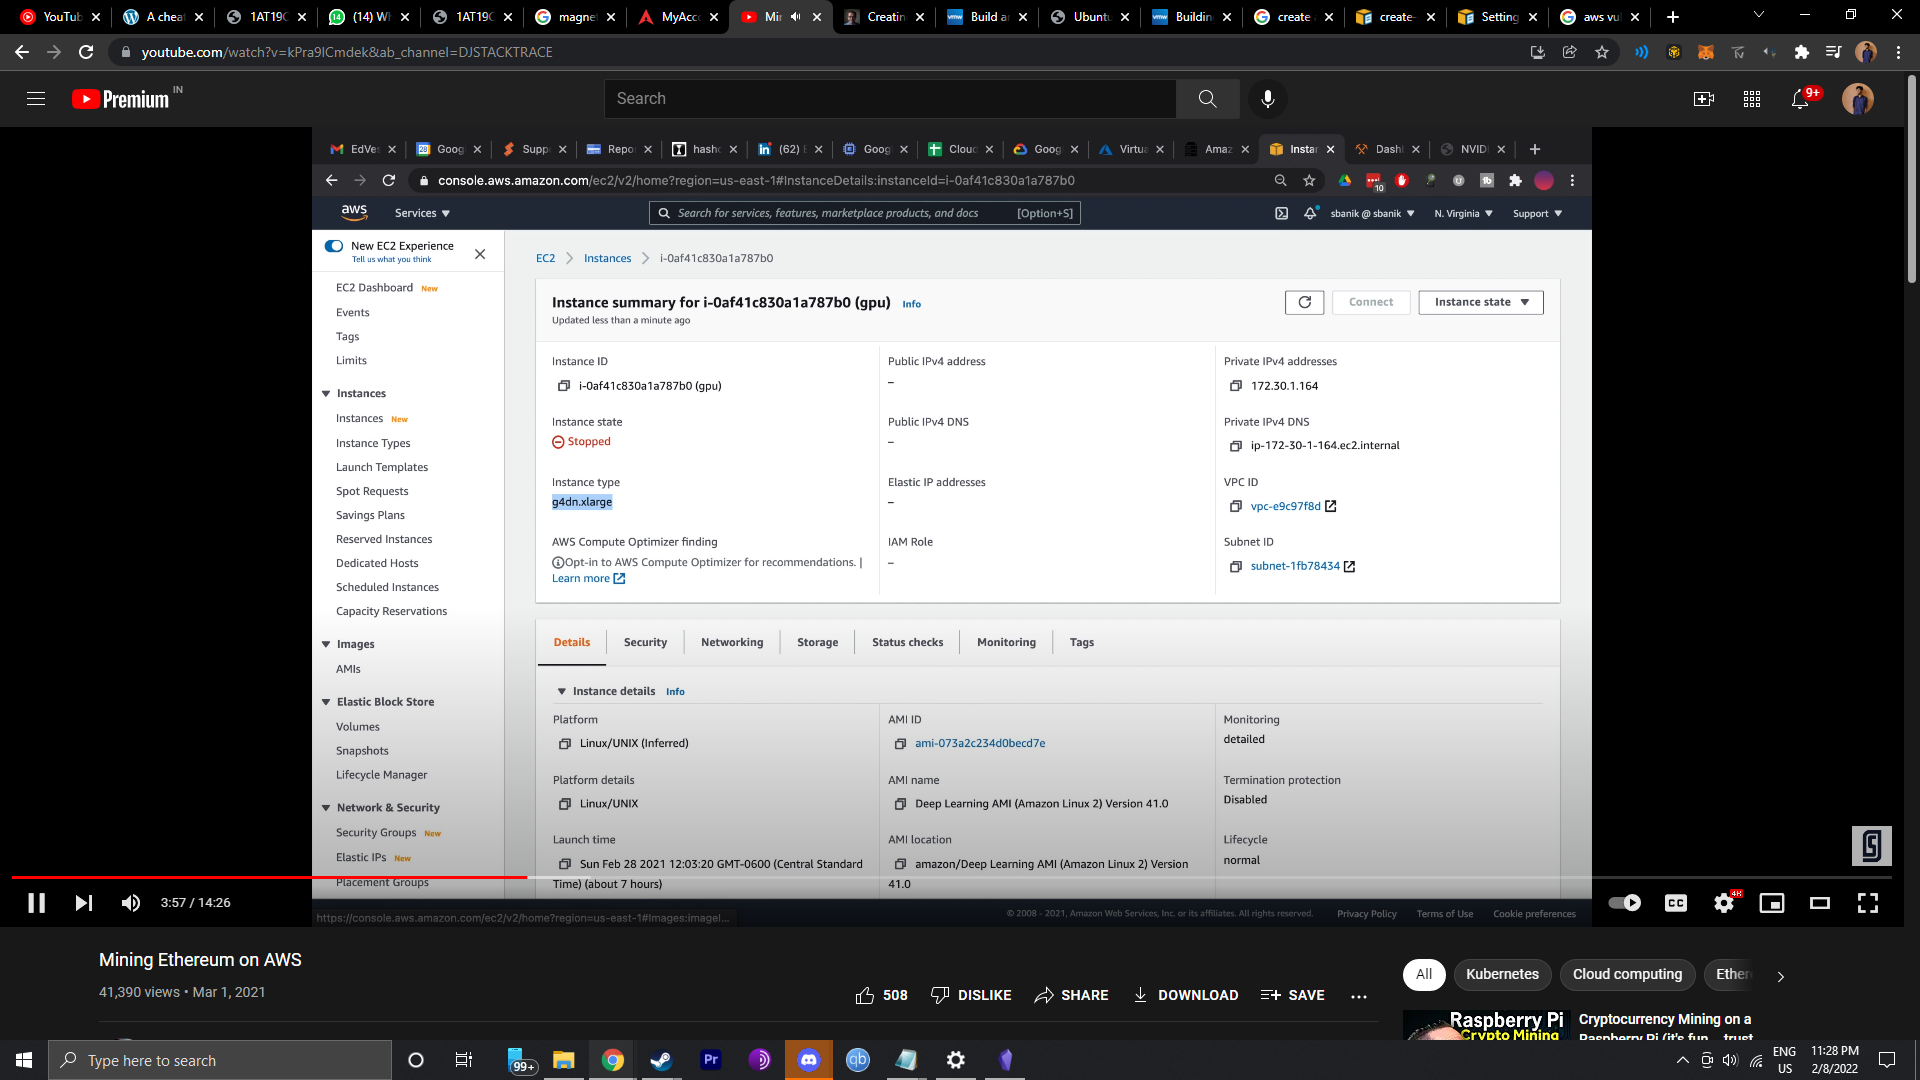 YouTub
A cheat
1AT19C
(14) Wh
1AT19C
magnet
MyAcc
Min
Creatin
Build an
Ubuntu
Buildin
create
create-
Setting
aws vul
youtube.com/watch?v=kPra9ICmdek&ab_channel=DJSTACKTRACE
Premium IN
Search
9+
EdVe
Goog
Supp
Repo
hash
(62)
Goog
Cloud
Goog
Virtua
Amaz
Instar
Dash
NVIDI
console.aws.amazon.com/ec2/v2/home?region=us-east-1#InstanceDetails:instanceId=i-0af41c830a1a787b0
10
aws
Services
Search for services, features, marketplace products, and docs [Option+S]
sbanik @ sbanik
N. Virginia
Support
New EC2 Experience
Tell us what you think
EC2 Dashboard New
Events
Tags
Limits
Instances
Instances New
Instance Types
Launch Templates
Spot Requests
Savings Plans
Reserved Instances
Dedicated Hosts
Scheduled Instances
Capacity Reservations
Images
AMIs
Elastic Block Store
Volumes
Snapshots
Lifecycle Manager
Network & Security
Security Groups New
Elastic IPs New
Placement Groups
EC2 Instances i-0af41c830a1a787b0
Instance summary for i-0af41c830a1a787b0 (gpu) Info
Updated less than a minute ago
Connect
Instance state
Instance ID
i-0af41c830a1a787b0 (gpu)
Public IPv4 address
–
Private IPv4 addresses
172.30.1.164
Instance state
Stopped
Public IPv4 DNS
–
Private IPv4 DNS
ip-172-30-1-164.ec2.internal
Instance type
g4dn.xlarge
Elastic IP addresses
–
VPC ID
vpc-e9c97f8d
AWS Compute Optimizer finding
Opt-in to AWS Compute Optimizer for recommendations. |
Learn more
IAM Role
–
Subnet ID
subnet-1fb78434
Details
Security
Networking
Storage
Status checks
Monitoring
Tags
Instance details Info
Platform
Linux/UNIX (Inferred)
AMI ID
ami-073a2c234d0becd7e
Monitoring
detailed
Platform details
Linux/UNIX
AMI name
Deep Learning AMI (Amazon Linux 2) Version 41.0
Termination protection
Disabled
Launch time
Sun Feb 28 2021 12:03:20 GMT-0600 (Central Standard
Time) (about 7 hours)
AMI location
amazon/Deep Learning AMI (Amazon Linux 2) Version
41.0
Lifecycle
normal
3:57 / 14:26
CC
4K
https://console.aws.amazon.com/ec2/v2/home?region=us-east-1#Images:imageI...
© 2008 - 2021, Amazon Web Services, Inc. or its affiliates. All rights reserved.
Privacy Policy
Terms of Use
Cookie preferences
Mining Ethereum on AWS
41,390 views • Mar 1, 2021
508
DISLIKE
SHARE
DOWNLOAD
SAVE
All
Kubernetes
Cloud computing
Ether
Raspberry Pi
Crypto Mining
Cryptocurrency Mining on a
Raspberry Pi (it's fun... trust
Type here to search
99+
Pr
qb
ENG
US
11:28 PM
2/8/2022